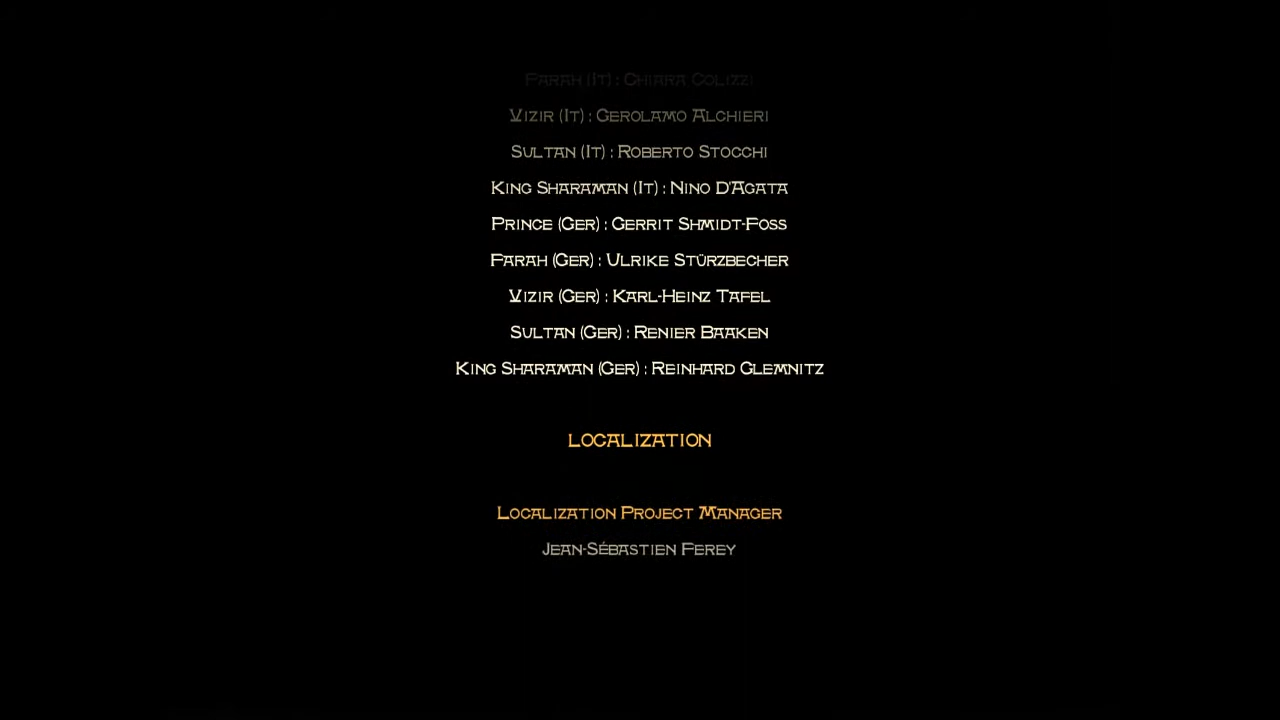 Farah (It) : Chiara Colizzi
Vizir (It) : Gerolamo Alchieri
Sultan (It) : Roberto Stocchi
King Sharaman (It) : Nino D'Agata
Prince (Ger) : Gerrit Shmidt-Foss
Farah (Ger) : Ulrike Stürzbecher
Vizir (Ger) : Karl-Heinz Tafel
Sultan (Ger) : Renier Baaken
King Sharaman (Ger) : Reinhard Glemnitz
LOCALIZATION
Localization Project Manager
Jean-Sébastien Ferey